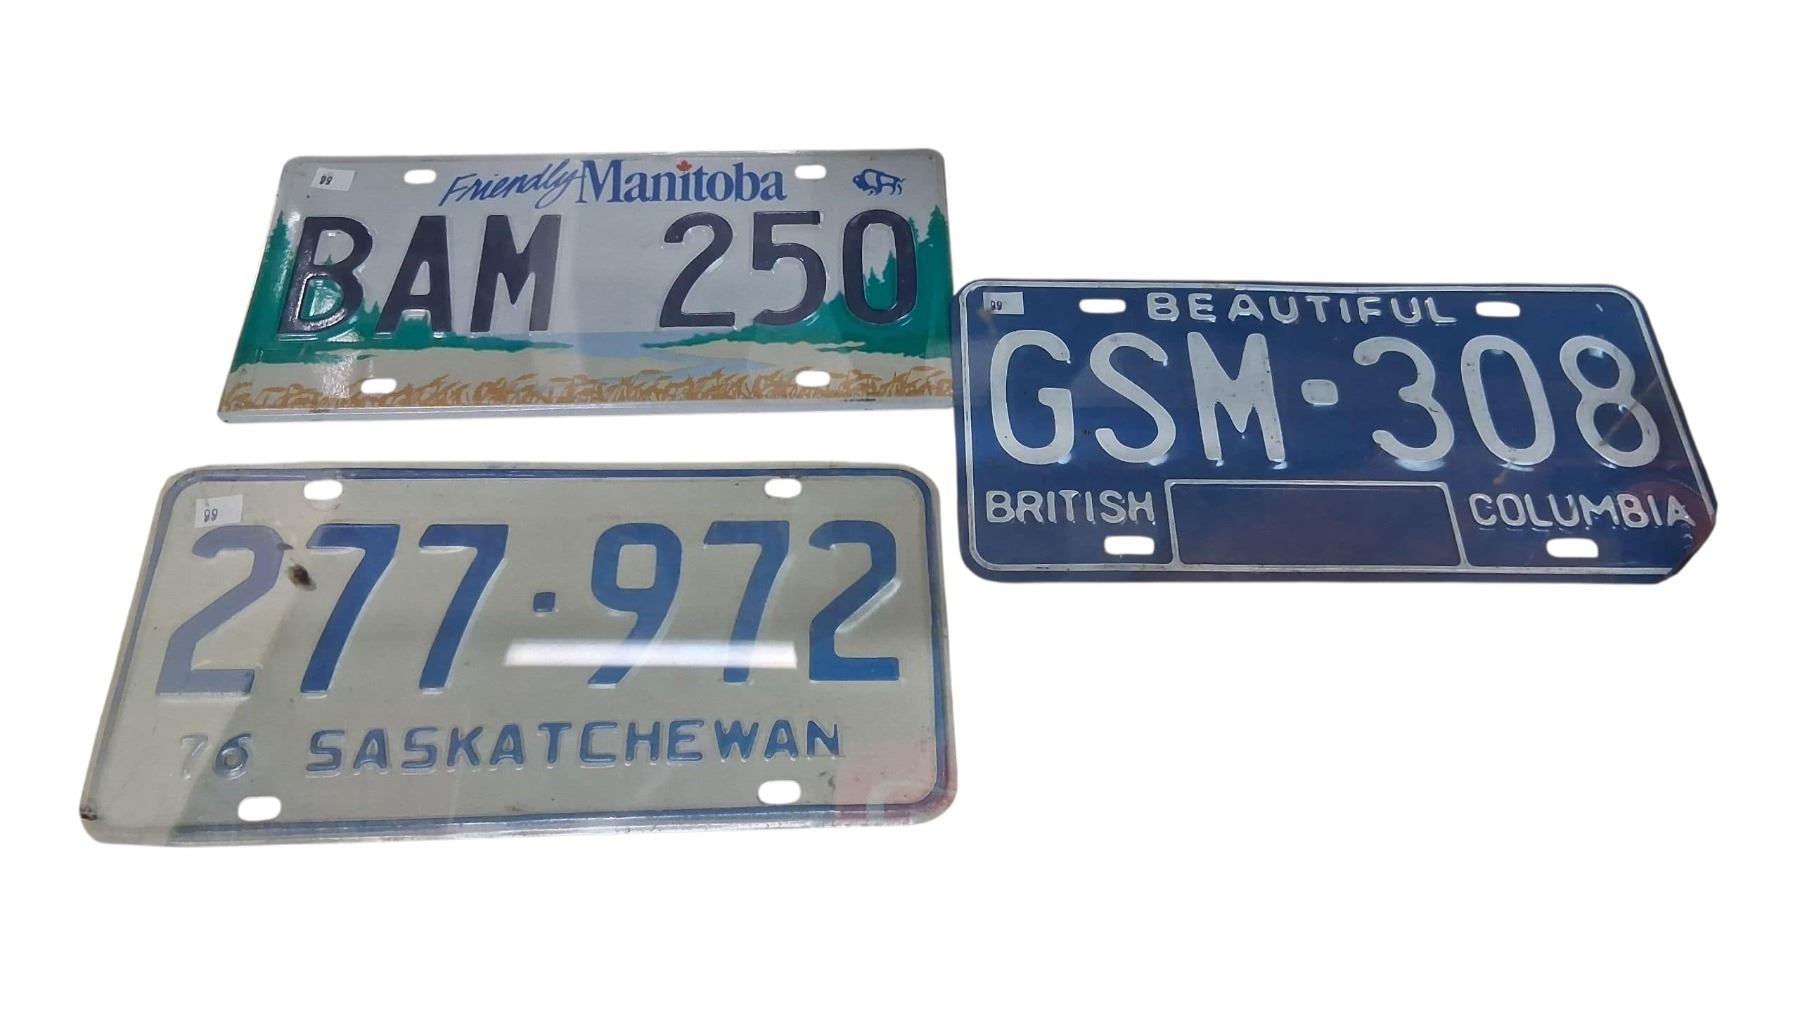 Friendly Manitoba
BAM 250
BEAUTIFUL
GSM-308
BRITISH COLUMBIA
277·972
76 SASKATCHEWAN